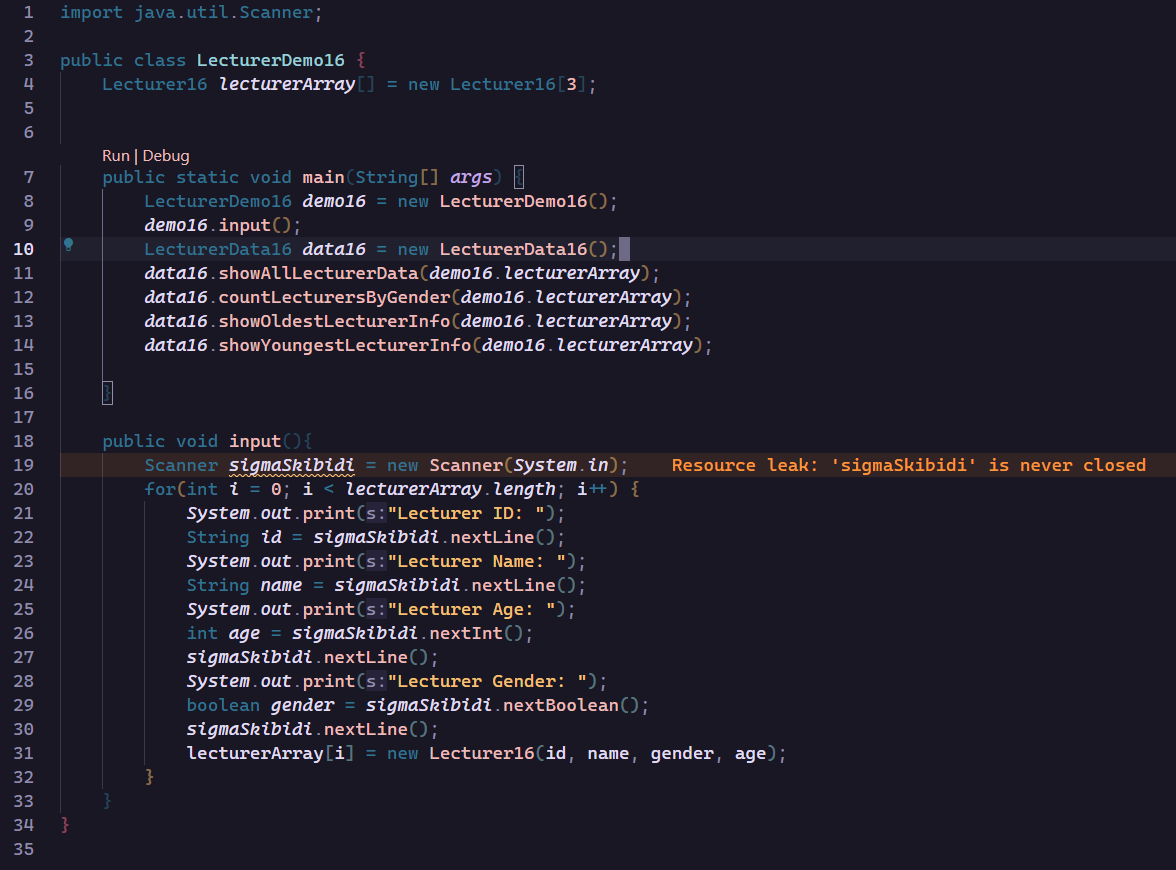 1 import java.util.Scanner;
2
3 public class LecturerDemo16 {
4 Lecturer16 lecturerArray[] = new Lecturer16[3];
5
6
Run | Debug
7 public static void main(String[] args) {
8 LecturerDemo16 demo16 = new LecturerDemo16();
9 demo16.input();
10 LecturerData16 data16 = new LecturerData16();
11 data16.showAllLecturerData(demo16.lecturerArray);
12 data16.countLecturersByGender(demo16.lecturerArray);
13 data16.showOldestLecturerInfo(demo16.lecturerArray);
14 data16.showYoungestLecturerInfo(demo16.lecturerArray);
15
16 }
17
18 public void input(){
19 Scanner sigmaSkibidi = new Scanner(System.in); Resource leak: 'sigmaSkibidi' is never closed
20 for(int i = 0; i < lecturerArray.length; i++) {
21 System.out.print(s:"Lecturer ID: ");
22 String id = sigmaSkibidi.nextLine();
23 System.out.print(s:"Lecturer Name: ");
24 String name = sigmaSkibidi.nextLine();
25 System.out.print(s:"Lecturer Age: ");
26 int age = sigmaSkibidi.nextInt();
27 sigmaSkibidi.nextLine();
28 System.out.print(s:"Lecturer Gender: ");
29 boolean gender = sigmaSkibidi.nextBoolean();
30 sigmaSkibidi.nextLine();
31 lecturerArray[i] = new Lecturer16(id, name, gender, age);
32 }
33 }
34 }
35